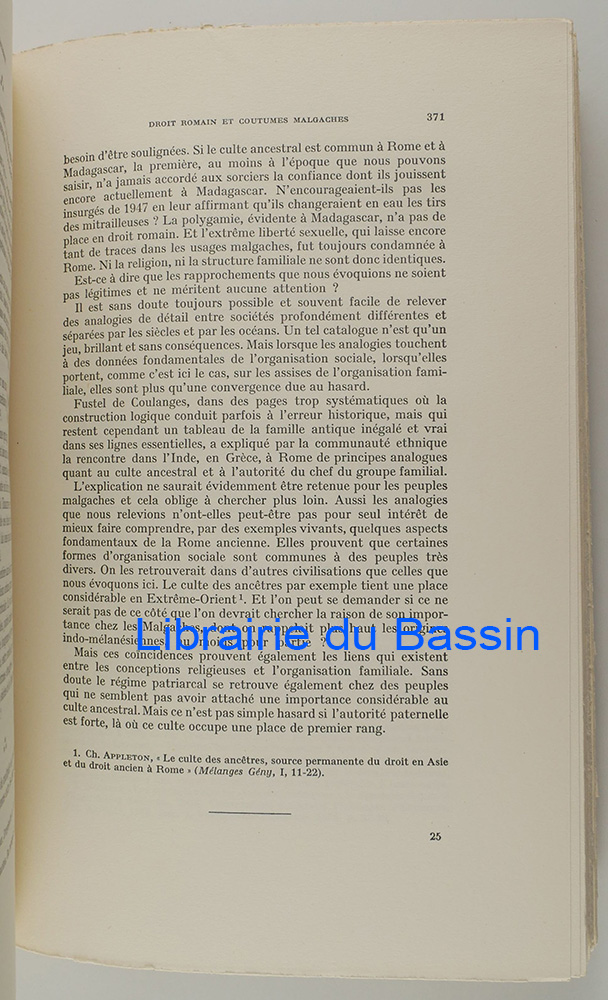 DROIT ROMAIN ET COUTUMES MALGACHES 371
besoin d'être soulignées. Si le culte ancestral est commun à Rome et à
Madagascar, la première, au moins à l'époque que nous pouvons
saisir, n'a jamais accordé aux sorciers la confiance dont ils jouissent
encore actuellement à Madagascar. N'encourageaient-ils pas les
insurgés de 1947 en leur affirmant qu'ils changeraient en eau les tirs
des mitrailleuses ? La polygamie, évidente à Madagascar, n'a pas de
place en droit romain. Et l'extrême liberté sexuelle, qui laisse encore
tant de traces dans les usages malgaches, fut toujours condamnée à
Rome. Ni la religion, ni la structure familiale ne sont donc identiques.
Est-ce à dire que les rapprochements que nous évoquions ne soient
pas légitimes et ne méritent aucune attention ?
Il est sans doute toujours possible et souvent facile de relever
des analogies de détail entre sociétés profondément différentes et
séparées par les siècles et par les océans. Un tel catalogue n'est qu'un
jeu, brillant et sans conséquences. Mais lorsque les analogies touchent
à des données fondamentales de l'organisation sociale, lorsqu'elles
portent, comme c'est ici le cas, sur les assises de l'organisation fami-
liale, elles sont plus qu'une convergence due au hasard.
Fustel de Coulanges, dans des pages trop systématiques où la
construction logique conduit parfois à l'erreur historique, mais qui
restent cependant un tableau de la famille antique inégalé et vrai
dans ses lignes essentielles, a expliqué par la communauté ethnique
la rencontre dans l'Inde, en Grèce, à Rome de principes analogues
quant au culte ancestral et à l'autorité du chef du groupe familial.
L'explication ne saurait évidemment être retenue pour les peuples
malgaches et cela oblige à chercher plus loin. Aussi les analogies
que nous relevions n'ont-elles peut-être pas pour seul intérêt de
mieux faire comprendre, par des exemples vivants, quelques aspects
fondamentaux de la Rome ancienne. Elles prouvent que certaines
formes d'organisation sociale sont communes à des peuples très
divers. On les retrouverait dans d'autres civilisations que celles que
nous évoquons ici. Le culte des ancêtres par exemple tient une place
considérable en Extrême-Orient¹. Et l'on peut se demander si ce ne
serait pas de ce côté que l'on devrait chercher la raison de son impor-
tance chez les Malgaches, dont on rappelait plus haut les origines
indo-mélanésiennes, au moins pour partie ?
Librairie du Bassin
Mais ces coïncidences prouvent également les liens qui existent
entre les conceptions religieuses et l'organisation familiale. Sans
doute le régime patriarcal se retrouve également chez des peuples
qui ne semblent pas avoir attaché une importance considérable au
culte ancestral. Mais ce n'est pas simple hasard si l'autorité paternelle
est forte, là où ce culte occupe une place de premier rang.
1. Ch. APPLETON, « Le culte des ancêtres, source permanente du droit en Asie
et du droit ancien à Rome » (Mélanges Gény, I, 11-22).
25